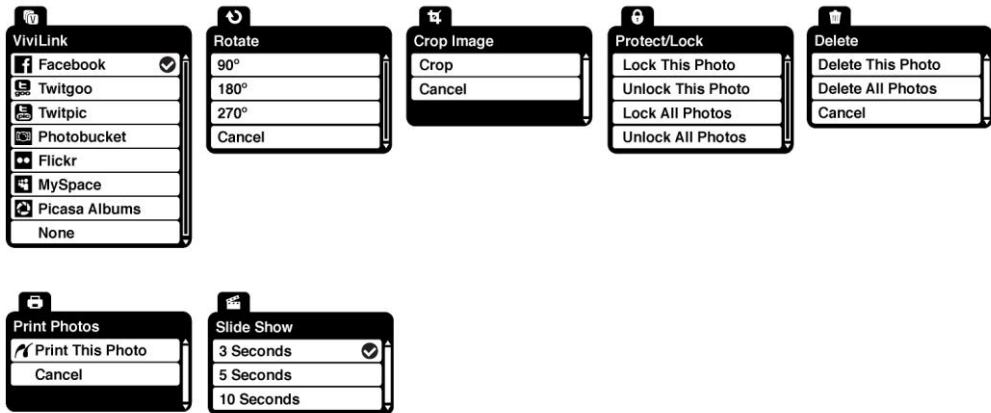 ViviLink
Facebook
Twitgoo
Twitpic
Photobucket
Flickr
MySpace
Picasa Albums
None
Rotate
90°
180°
270°
Cancel
Crop Image
Crop
Cancel
Protect/Lock
Lock This Photo
Unlock This Photo
Lock All Photos
Unlock All Photos
Delete
Delete This Photo
Delete All Photos
Cancel
Print Photos
Print This Photo
Cancel
Slide Show
3 Seconds
5 Seconds
10 Seconds